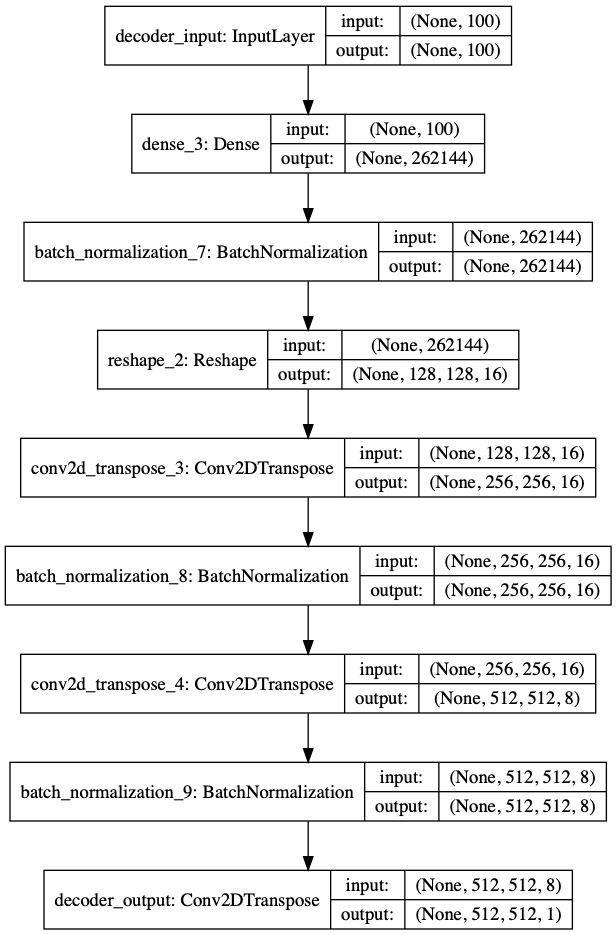 decoder_input: InputLayer
input: (None, 100)
output: (None, 100)
dense_3: Dense
input: (None, 100)
output: (None, 262144)
batch_normalization_7: BatchNormalization
input: (None, 262144)
output: (None, 262144)
reshape_2: Reshape
input: (None, 262144)
output: (None, 128, 128, 16)
conv2d_transpose_3: Conv2DTranspose
input: (None, 128, 128, 16)
output: (None, 256, 256, 16)
batch_normalization_8: BatchNormalization
input: (None, 256, 256, 16)
output: (None, 256, 256, 16)
conv2d_transpose_4: Conv2DTranspose
input: (None, 256, 256, 16)
output: (None, 512, 512, 8)
batch_normalization_9: BatchNormalization
input: (None, 512, 512, 8)
output: (None, 512, 512, 8)
decoder_output: Conv2DTranspose
input: (None, 512, 512, 8)
output: (None, 512, 512, 1)